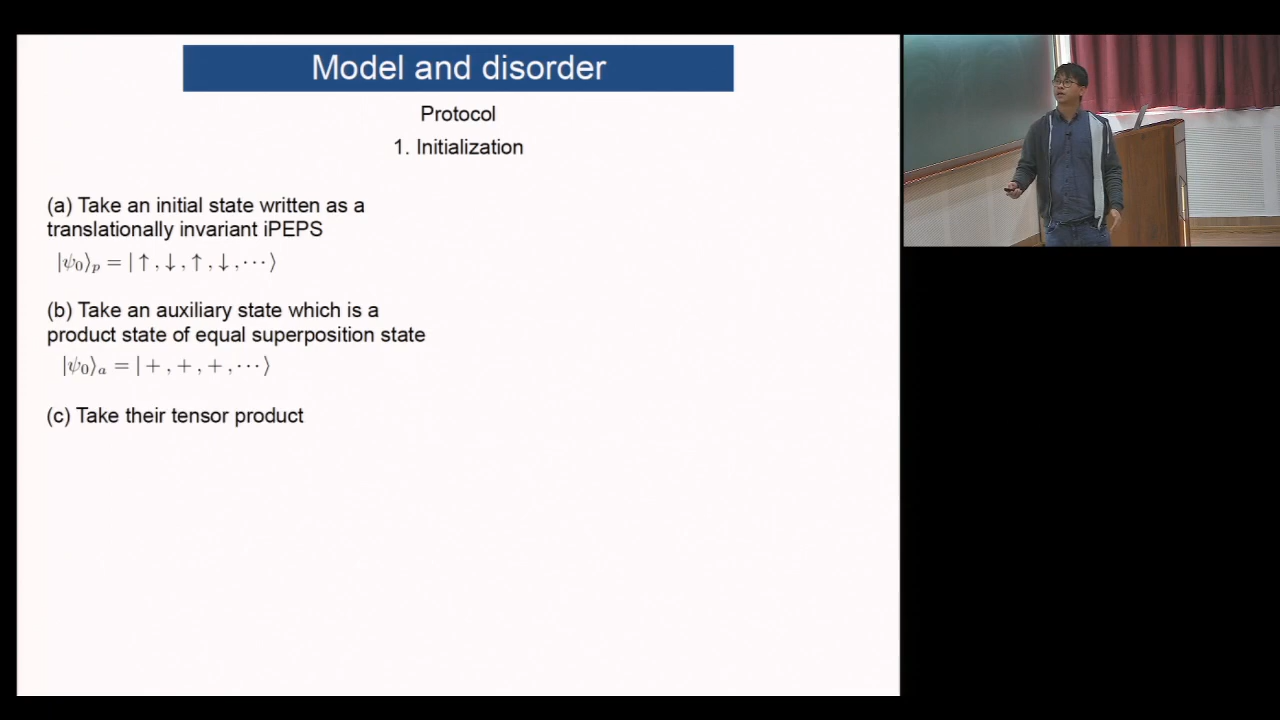 Model and disorder
Protocol
1. Initialization
(a) Take an initial state written as a
translationally invariant iPEPS
|ψ₀⟩ₚ = |↑,↓,↑,↓,⋯⟩
(b) Take an auxiliary state which is a
product state of equal superposition state
|ψ₀⟩ₐ = |+,+,+,⋯⟩
(c) Take their tensor product